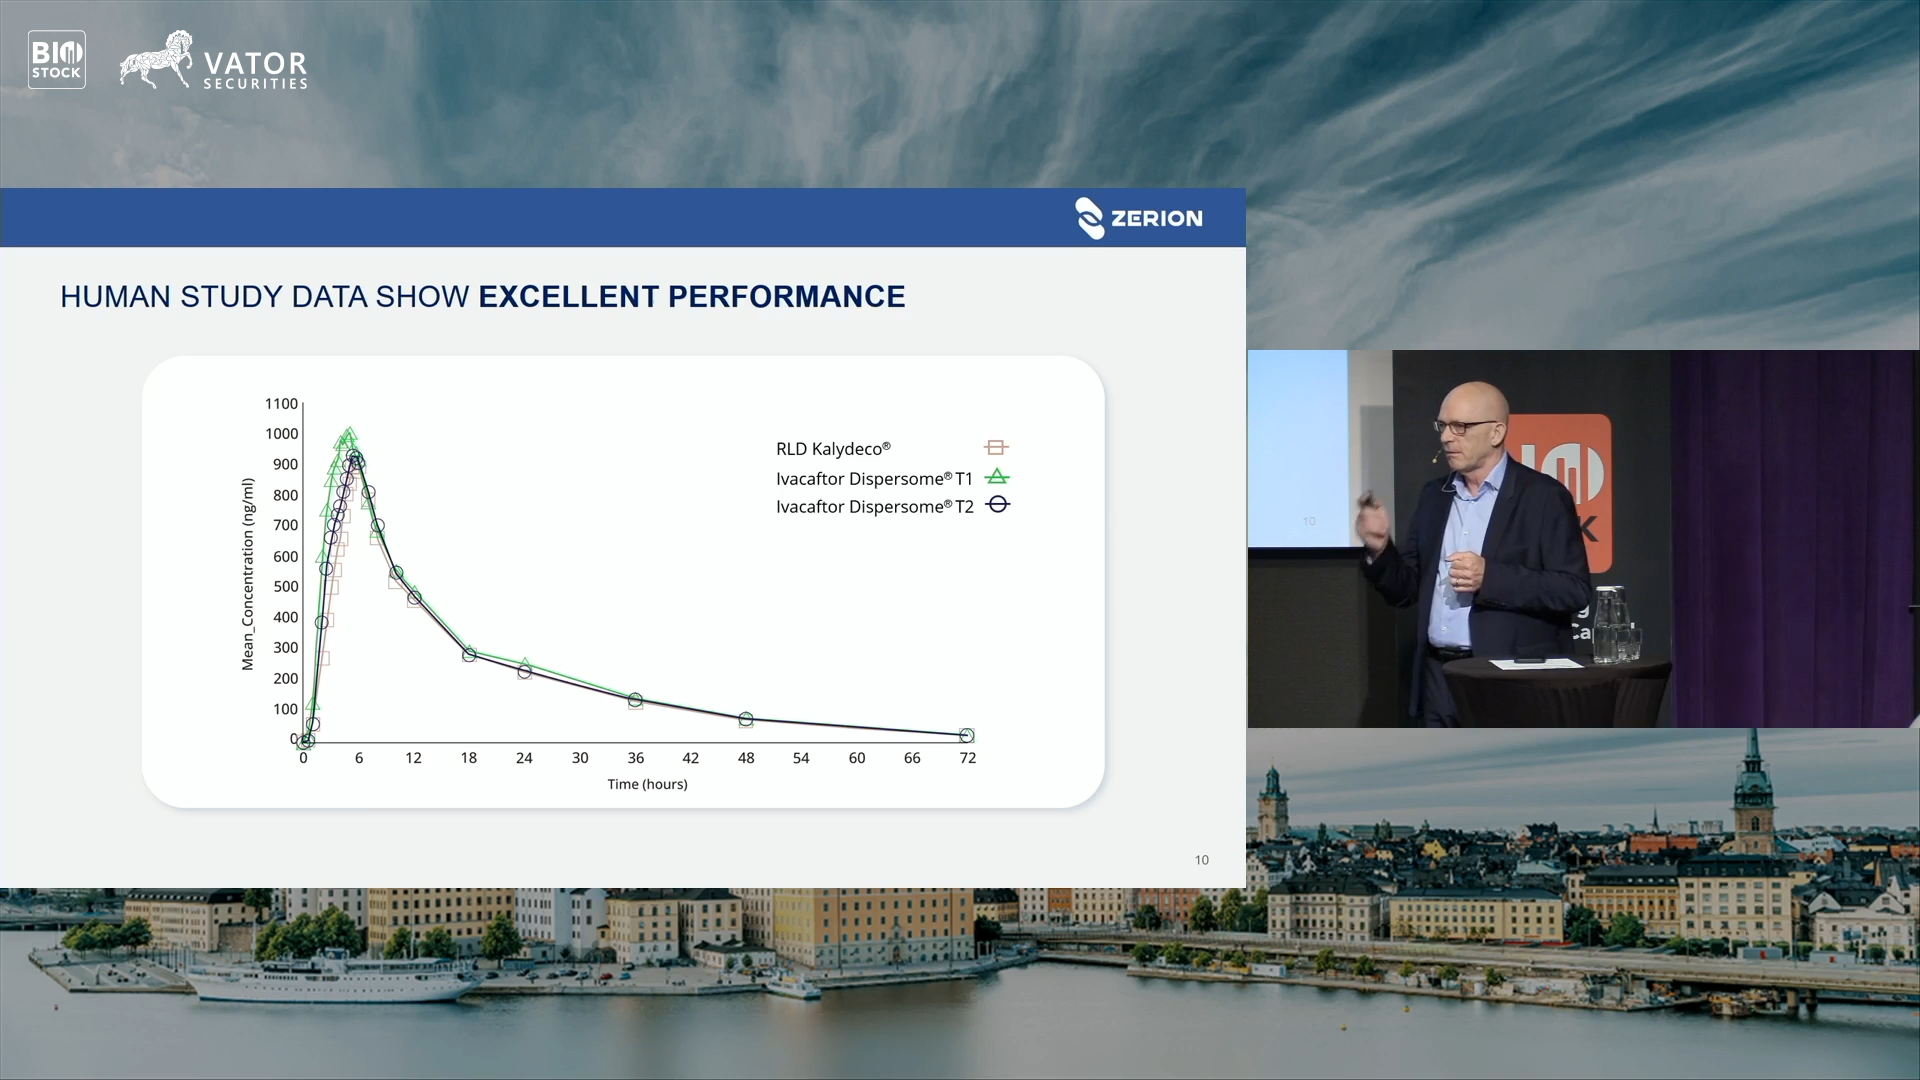 BIO
STOCK
VATOR
SECURITIES
ZERION
HUMAN STUDY DATA SHOW EXCELLENT PERFORMANCE
1100
1000
900
800
700
600
500
400
300
200
100
0
Mean_Concentration (ng/ml)
RLD Kalydeco®
Ivacaftor Dispersome® T1
Ivacaftor Dispersome® T2
0 6 12 18 24 30 36 42 48 54 60 66 72
Time (hours)
10
10
K
g
Ca